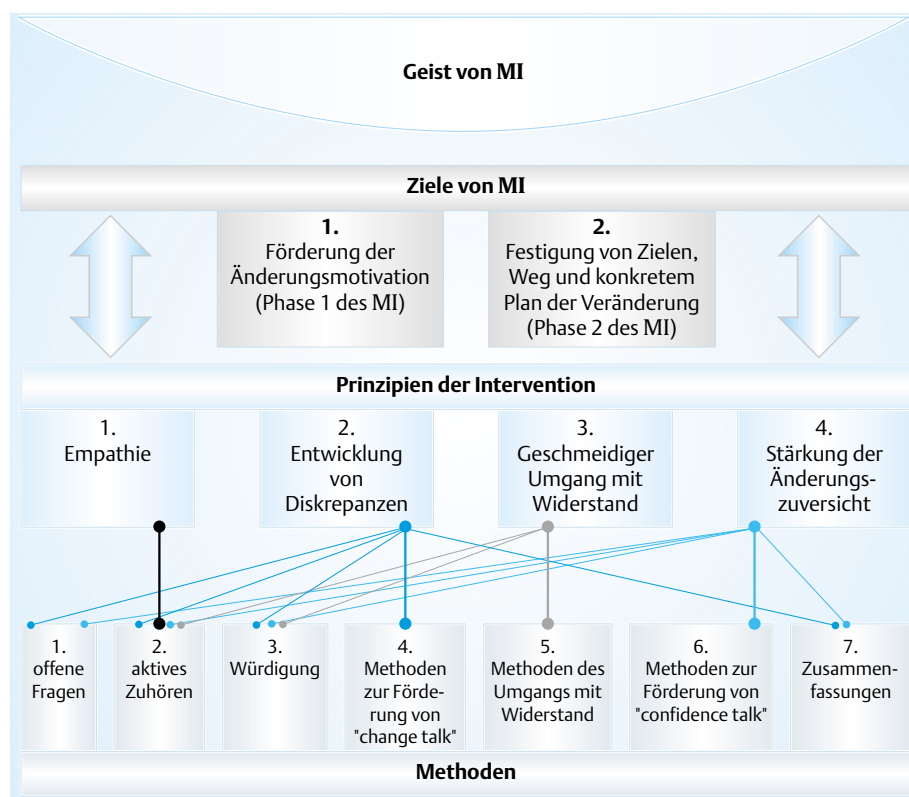 Geist von MI
Ziele von MI
1.
Förderung der
Änderungsmotivation
(Phase 1 des MI)
2.
Festigung von Zielen,
Weg und konkretem
Plan der Veränderung
(Phase 2 des MI)
Prinzipien der Intervention
1.
Empathie
2.
Entwicklung
von
Diskrepanzen
3.
Geschmeidiger
Umgang mit
Widerstand
4.
Stärkung der
Änderungs-
zuversicht
1.
offene
Fragen
2.
aktives
Zuhören
3.
Würdigung
4.
Methoden
zur Förde-
rung von
"change talk"
5.
Methoden des
Umgangs mit
Widerstand
6.
Methoden zur
Förderung von
"confidence talk"
7.
Zusammen-
fassungen
Methoden